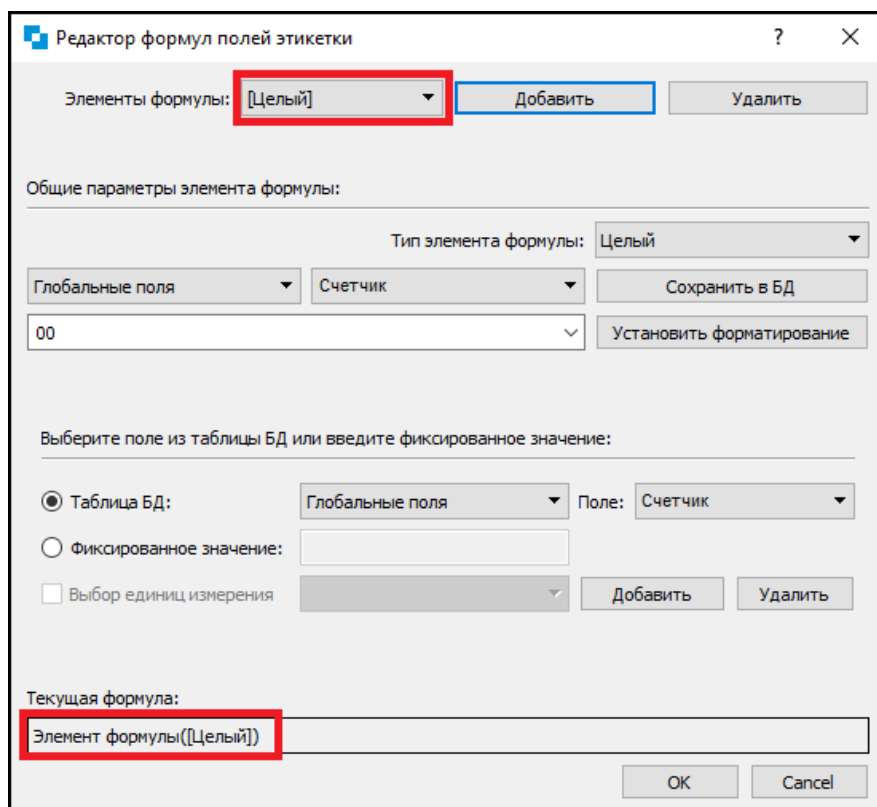 Редактор формул полей этикетки ?
Элементы формулы: [Целый] Добавить Удалить
Общие параметры элемента формулы:
Тип элемента формулы: Целый
Глобальные поля Счетчик Сохранить в БД
00 Установить форматирование
Выберите поле из таблицы БД или введите фиксированное значение:
Таблица БД: Глобальные поля Поле: Счетчик
Фиксированное значение:
Выбор единиц измерения Добавить Удалить
Текущая формула:
Элемент формулы([Целый])
OK Cancel